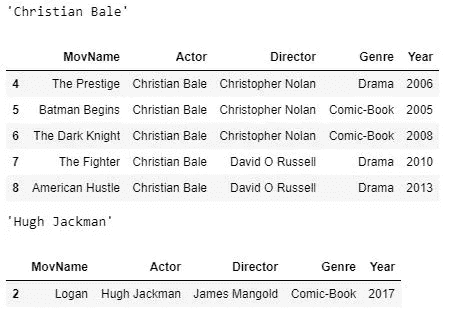 'Christian Bale'
MovName Actor Director Genre Year
4 The Prestige Christian Bale Christopher Nolan Drama 2006
5 Batman Begins Christian Bale Christopher Nolan Comic-Book 2005
6 The Dark Knight Christian Bale Christopher Nolan Comic-Book 2008
7 The Fighter Christian Bale David O Russell Drama 2010
8 American Hustle Christian Bale David O Russell Drama 2013
'Hugh Jackman'
MovName Actor Director Genre Year
2 Logan Hugh Jackman James Mangold Comic-Book 2017